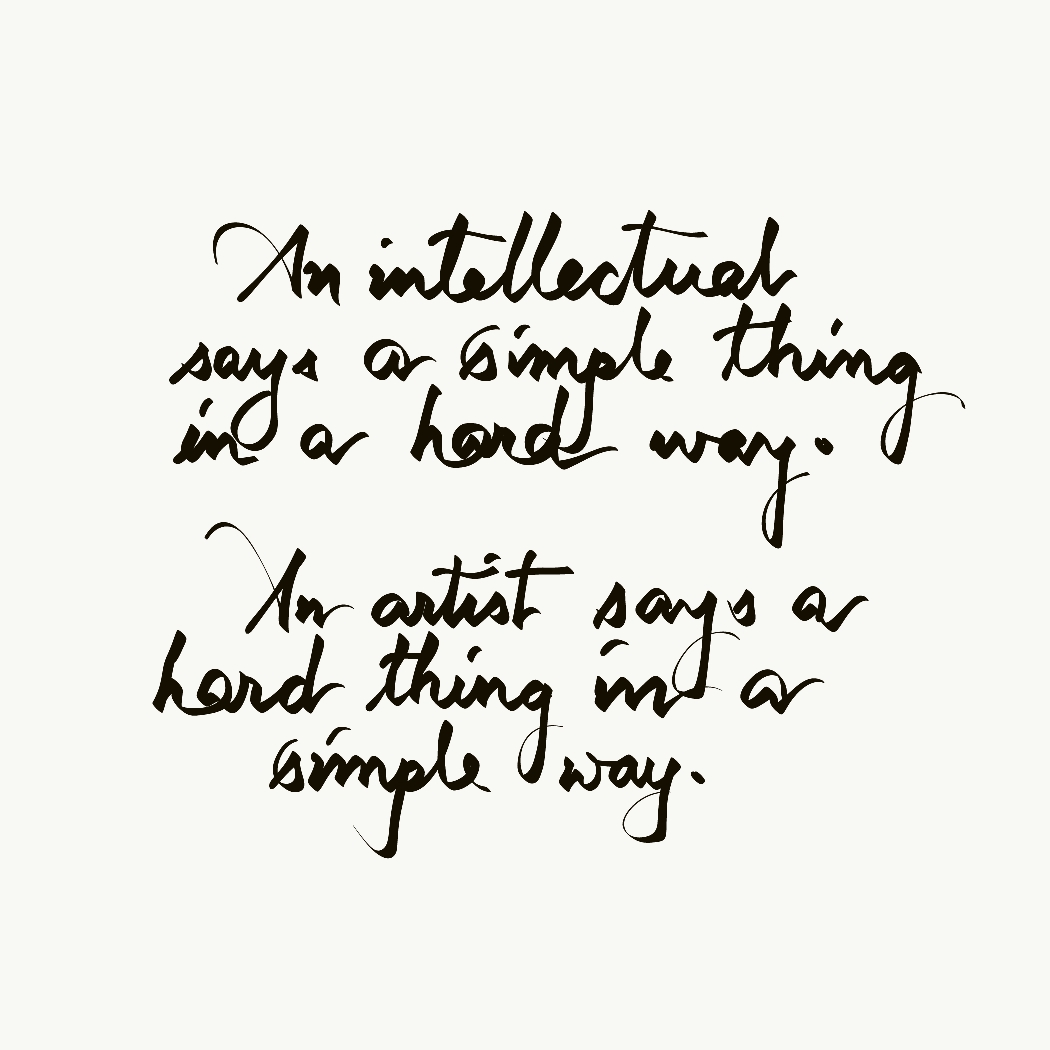 An intellectual
says a simple thing
in a hard way.
An artist says a
hard thing in a
simple way.